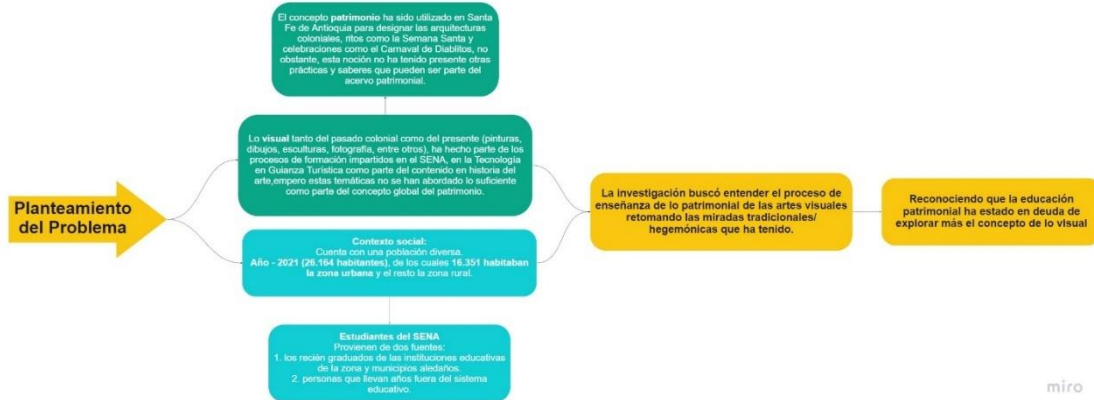 El concepto patrimonio ha sido utilizado en Santa
Fe de Antioquia para designar las arquitecturas
coloniales, ritos como la Semana Santa y
celebraciones como el Carnaval de Diablitos, no
obstante, esta noción no ha tenido presente otras
prácticas y saberes que pueden ser parte del
acervo patrimonial.
Lo visual tanto del pasado colonial como del presente (pinturas,
dibujos, esculturas, fotografía, entre otros), ha hecho parte de los
procesos de formación impartidos en el SENA, en la Tecnología
en Guianza Turística como parte del contenido en historia del
arte,empero estas temáticas no se han abordado lo suficiente
como parte del concepto global del patrimonio.
Planteamiento
del Problema
Contexto social:
Cuenta con una población diversa.
Año - 2021 (26.164 habitantes), de los cuales 16.351 habitaban
la zona urbana y el resto la zona rural.
Estudiantes del SENA
Provienen de dos fuentes:
1. los recién graduados de las instituciones educativas
de la zona y municipios aledaños.
2. personas que llevan años fuera del sistema
educativo.
La investigación buscó entender el proceso de
enseñanza de lo patrimonial de las artes visuales
retomando las miradas tradicionales/
hegemónicas que ha tenido.
Reconociendo que la educación
patrimonial ha estado en deuda de
explorar más el concepto de lo visual
miro